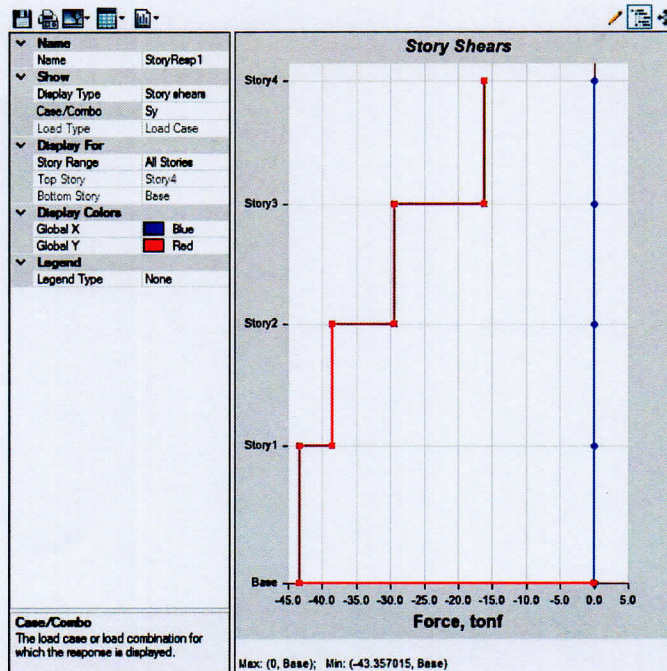 Story Shears
Name
Name StoryResp1
Show
Display Type Story shears
Case/Combo Sy
Load Type Load Case
Display For
Story Range All Stories
Top Story Story4
Bottom Story Base
Display Colors
Global X Blue
Global Y Red
Legend
Legend Type None
Case/Combo
The load case or load combination for
which the response is displayed.
Story4
Story3
Story2
Story1
Base
-45.0 -40.0 -35.0 -30.0 -25.0 -20.0 -15.0 -10.0 -5.0 0.0 5.0
Force, tonf
Max: (0, Base); Min: (-43.357015, Base)